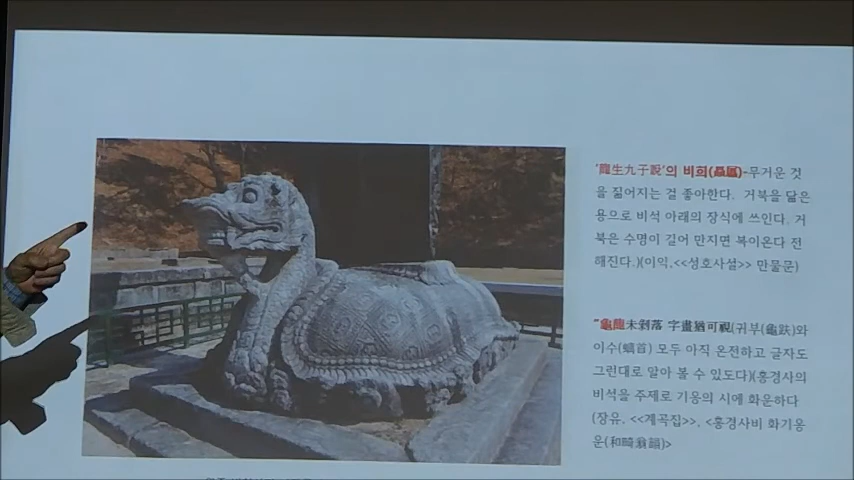 '龍生九子說'의 비희(贔屓)-무거운 것
을 짊어지는 걸 좋아한다. 거북을 닮은
용으로 비석 아래의 장식에 쓰인다. 거
북은 수명이 길어 만지면 복이온다 전
해진다.(이익,<<성호사설>> 만물문)
"龜龍未剥落 字畫猶可視(귀부(龜趺)와
이수(螭首) 모두 아직 온전하고 글자도
그런대로 알아 볼 수 있도다)(홍경사의
비석을 주제로 기옹의 시에 화운하다
(장유, <<계곡집>>, <홍경사비 화기옹
운(和畸翁韻)>